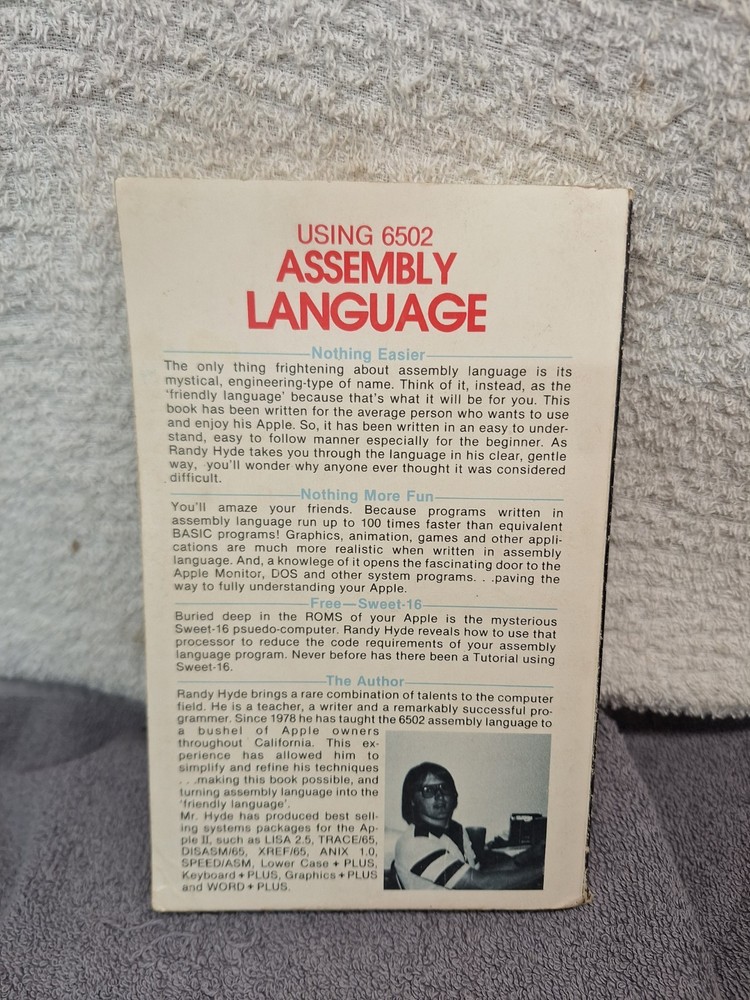 USING 6502
ASSEMBLY
LANGUAGE
Nothing Easier
The only thing frightening about assembly language is its
mystical, engineering-type of name. Think of it, instead, as the
'friendly language' because that's what it will be for you. This
book has been written for the average person who wants to use
and enjoy his Apple. So, it has been written in an easy to under-
stand, easy to follow manner especially for the beginner. As
Randy Hyde takes you through the language in his clear, gentle
way, you'll wonder why anyone ever thought it was considered
difficult.
Nothing More Fun
You'll amaze your friends. Because programs written in
assembly language run up to 100 times faster than equivalent
BASIC programs! Graphics, animation, games and other appli-
cations are much more realistic when written in assembly
language. And, a knowlege of it opens the fascinating door to the
Apple Monitor, DOS and other system programs. . .paving the
way to fully understanding your Apple.
Free—Sweet-16
Buried deep in the ROMS of your Apple is the mysterious
Sweet-16 psuedo-computer. Randy Hyde reveals how to use that
processor to reduce the code requirements of your assembly
language program. Never before has there been a Tutorial using
Sweet-16.
The Author
Randy Hyde brings a rare combination of talents to the computer
field. He is a teacher, a writer and a remarkably successful pro-
grammer. Since 1978 he has taught the 6502 assembly language to
a bushel of Apple owners
throughout California. This ex-
perience has allowed him to
simplify and refine his techniques
. . .making this book possible, and
turning assembly language into the
'friendly language'.
Mr. Hyde has produced best sell-
ing systems packages for the Ap-
ple II, such as LISA 2.5, TRACE/65,
DISASM/65, XREF/65, ANIX 1.0,
SPEED/ASM, Lower Case + PLUS,
Keyboard + PLUS, Graphics + PLUS
and WORD + PLUS.